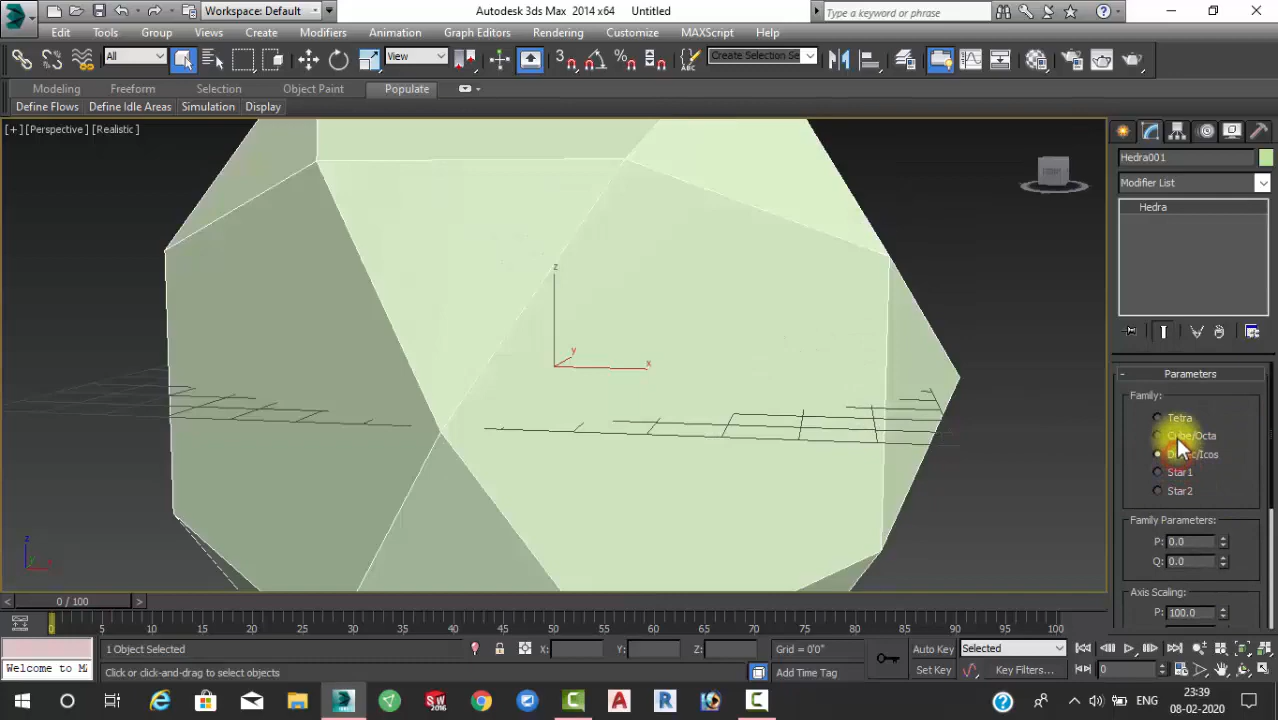 Workspace: Default
Autodesk 3ds Max 2014 x64 Untitled
Type a keyword or phrase
Edit Tools Group Views Create Modifiers Animation Graph Editors Rendering Customize MAXScript Help
All
View
3
Create Selection Se
Modeling Freeform Selection Object Paint Populate
Define Flows Define Idle Areas Simulation Display
[+] [Perspective] [Realistic]
Hedra001
Modifier List
Hedra
z
y
x
Parameters
Family:
Tetra
Cube/Octa
Star1
Star2
Family Parameters:
P: 0.0
Q: 0.0
Axis Scaling:
P: 100.0
z
0 / 100
0 5 10 15 20 25 30 35 40 45 50 55 60 65 70 75 80 85 90 95 100
1 Object Selected
X: Y: Z:
Grid = 0'0"
Auto Key Selected
Welcome to M
Click or click-and-drag to select objects
Add Time Tag
Set Key Key Filters...
0
ENG
23:39
08-02-2020